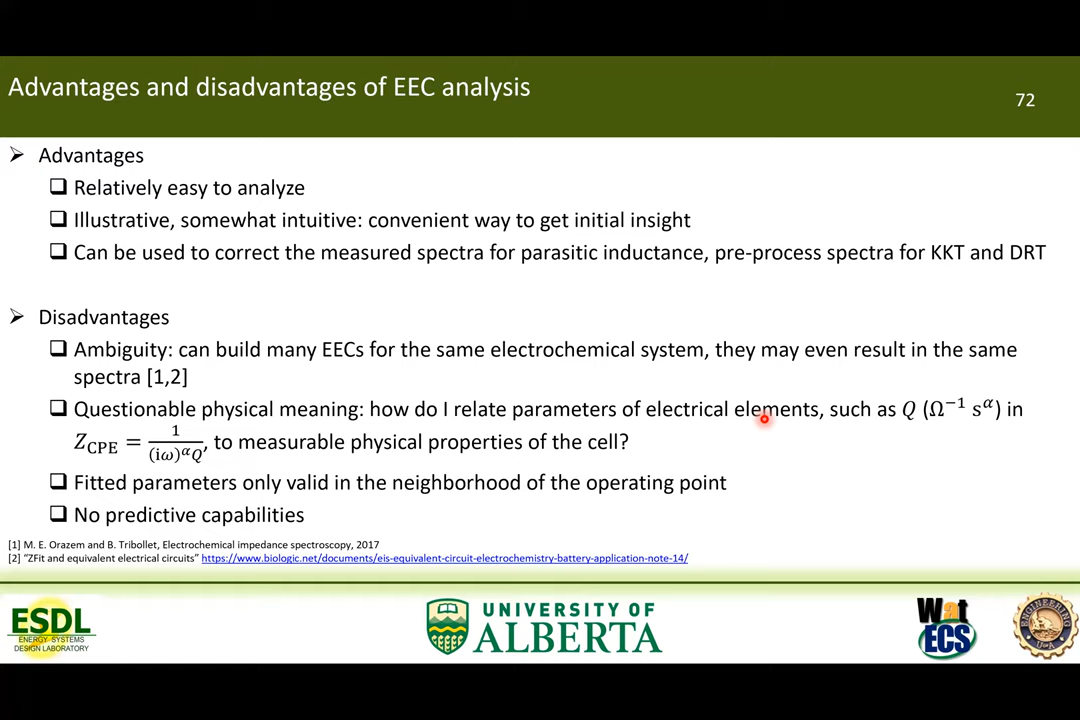 Advantages and disadvantages of EEC analysis
72
➢ Advantages
❑ Relatively easy to analyze
❑ Illustrative, somewhat intuitive: convenient way to get initial insight
❑ Can be used to correct the measured spectra for parasitic inductance, pre-process spectra for KKT and DRT
➢ Disadvantages
❑ Ambiguity: can build many EECs for the same electrochemical system, they may even result in the same
spectra [1,2]
❑ Questionable physical meaning: how do I relate parameters of electrical elements, such as Q (Ω⁻¹ s^α) in
Z_CPE = 1/((iω)^α Q), to measurable physical properties of the cell?
❑ Fitted parameters only valid in the neighborhood of the operating point
❑ No predictive capabilities
[1] M. E. Orazem and B. Tribollet, Electrochemical impedance spectroscopy, 2017
[2] “ZFit and equivalent electrical circuits” https://www.biologic.net/documents/eis-equivalent-circuit-electrochemistry-battery-application-note-14/
ESDL
ENERGY SYSTEMS
DESIGN LABORATORY
UNIVERSITY OF
ALBERTA
Wat
ECS
ENGINEERING
U of A